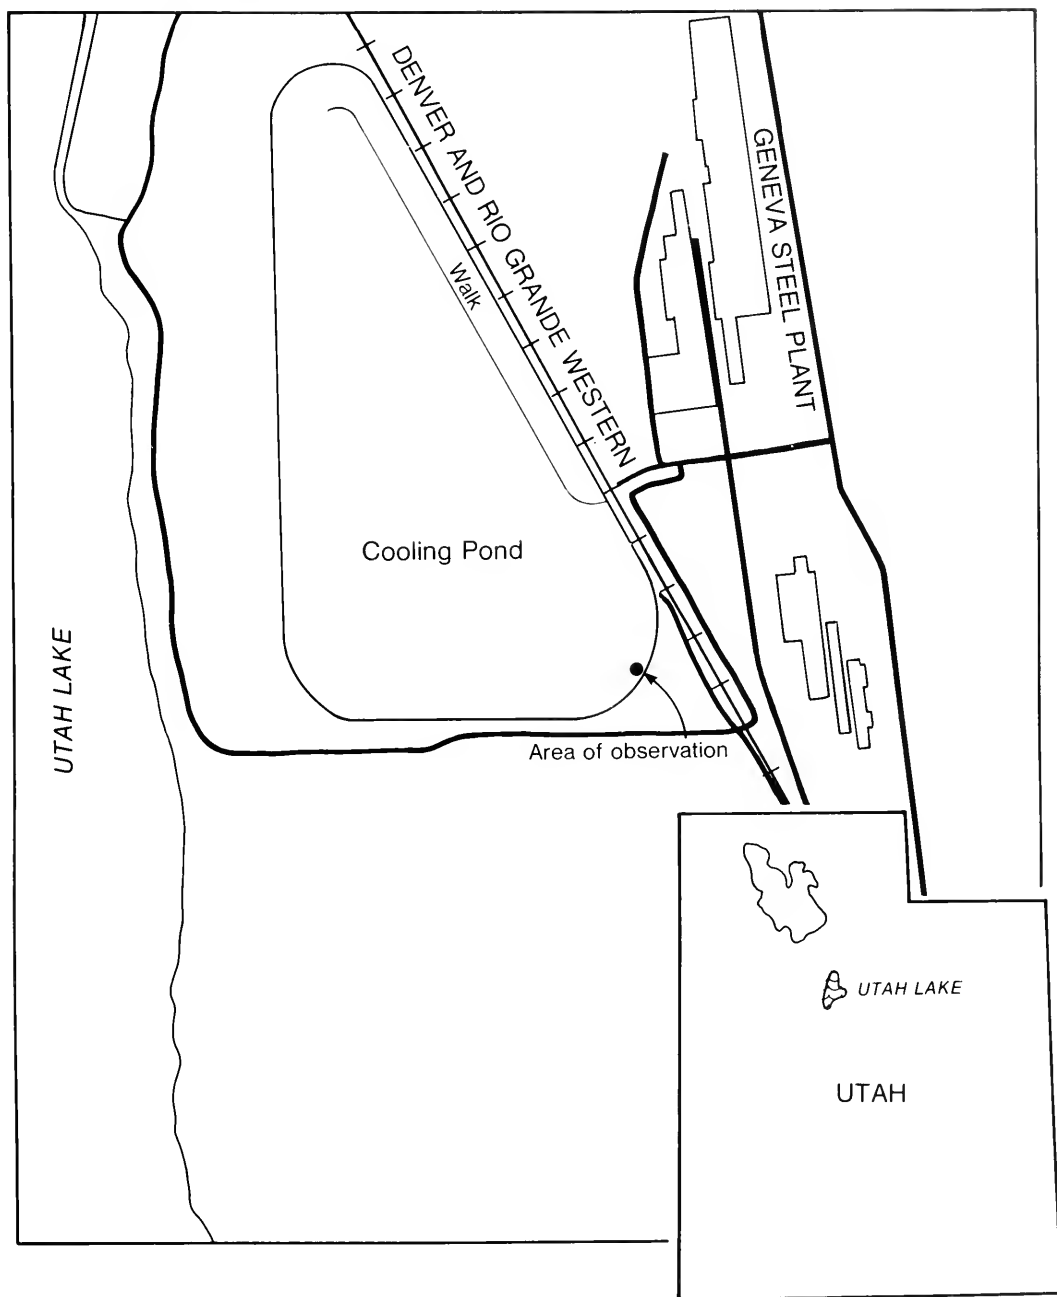 DENVER AND RIO GRANDE WESTERN
GENEVA STEEL PLANT
Walk
Cooling Pond
UTAH LAKE
Area of observation
UTAH LAKE
UTAH